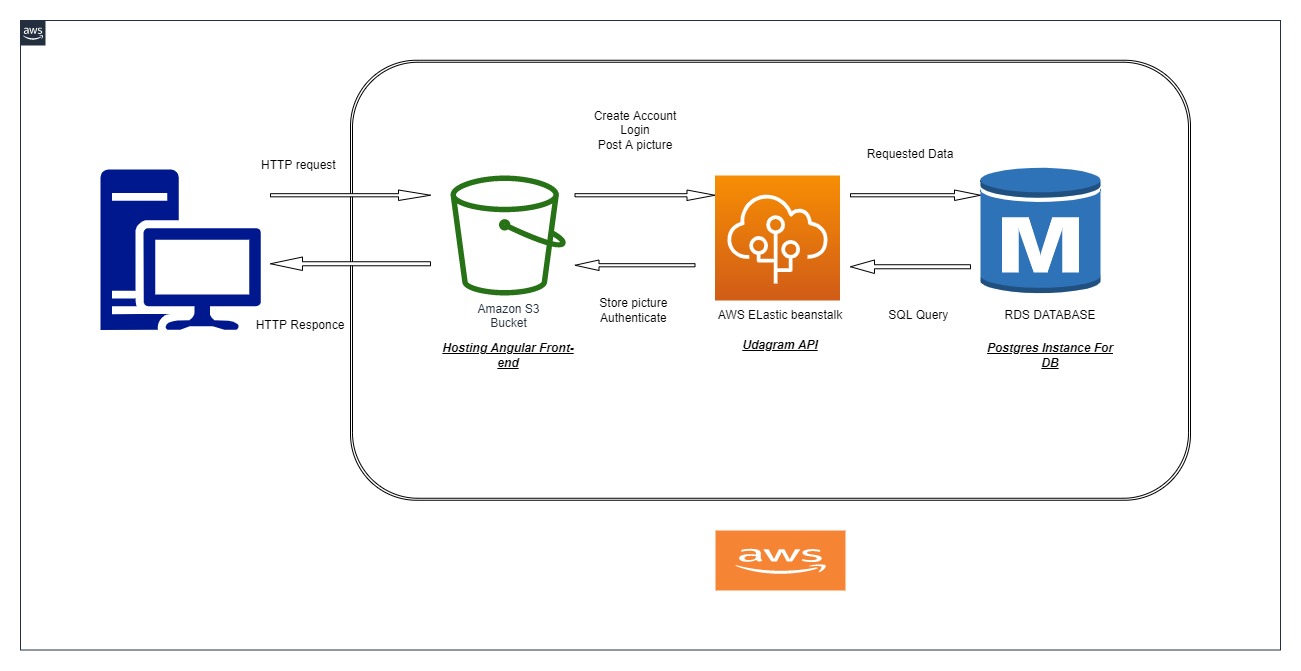 aws
Create Account
Login
Post A picture
HTTP request
Requested Data
M
HTTP Responce
Amazon S3
Bucket
Hosting Angular Front-
end
Store picture
Authenticate
AWS ELastic beanstalk
Udagram API
SQL Query
RDS DATABASE
Postgres Instance For
DB
aws